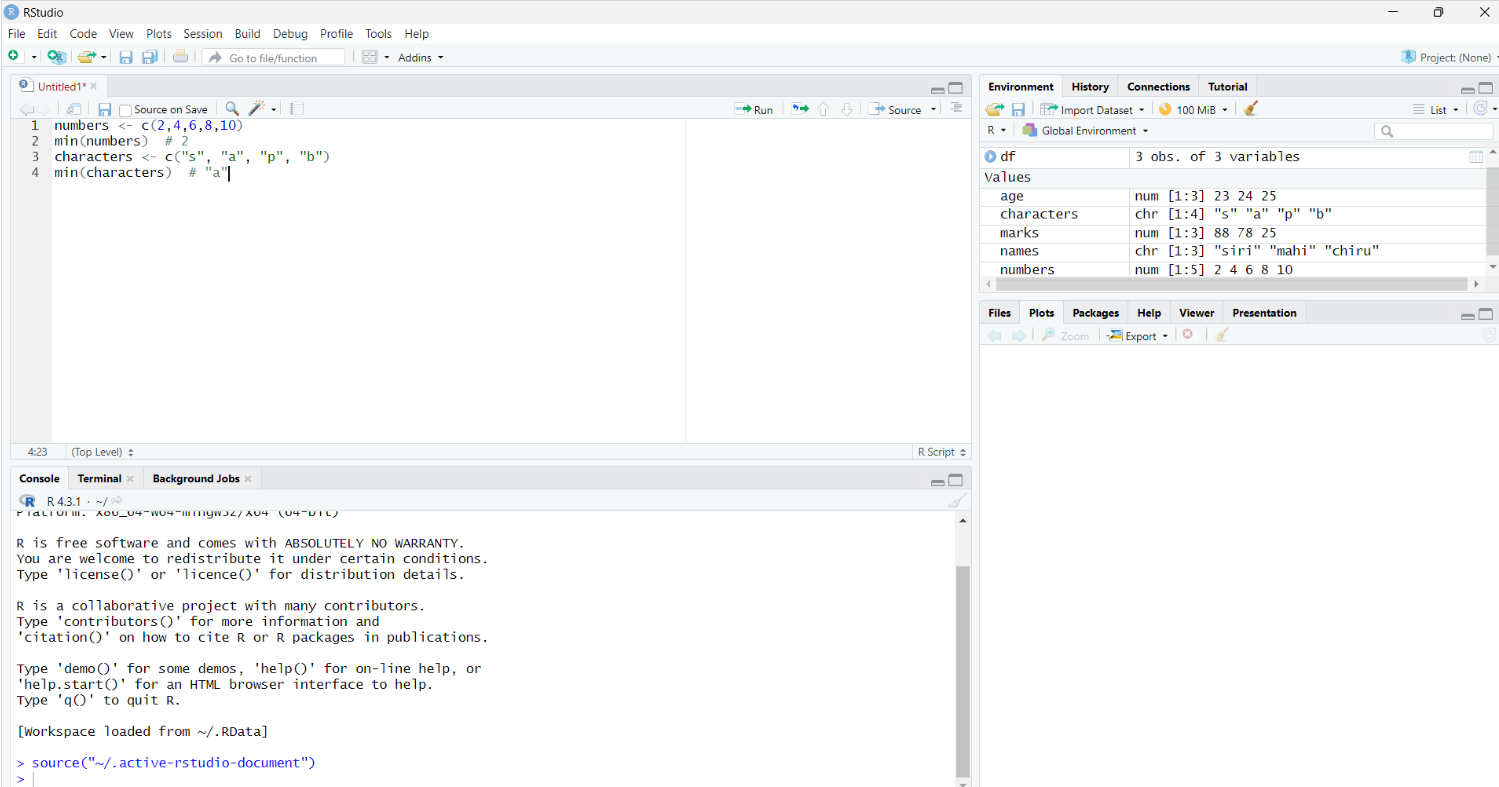 RStudio
File Edit Code View Plots Session Build Debug Profile Tools Help
Go to file/function Addins Project: (None)
Untitled1*
Source on Save Run Source
1 numbers <- c(2,4,6,8,10)
2 min(numbers) # 2
3 characters <- c("s", "a", "p", "b")
4 min(characters) # "a"
4:23 (Top Level) R Script
Console Terminal Background Jobs
R 4.3.1 · ~/
Platform: x86_64-w64-mingw32/x64 (64-bit)
R is free software and comes with ABSOLUTELY NO WARRANTY.
You are welcome to redistribute it under certain conditions.
Type 'license()' or 'licence()' for distribution details.
R is a collaborative project with many contributors.
Type 'contributors()' for more information and
'citation()' on how to cite R or R packages in publications.
Type 'demo()' for some demos, 'help()' for on-line help, or
'help.start()' for an HTML browser interface to help.
Type 'q()' to quit R.
[Workspace loaded from ~/.RData]
> source("~/.active-rstudio-document")
>
Environment History Connections Tutorial
Import Dataset 100 MiB List
R Global Environment
df 3 obs. of 3 variables
Values
age num [1:3] 23 24 25
characters chr [1:4] "s" "a" "p" "b"
marks num [1:3] 88 78 25
names chr [1:3] "siri" "mahi" "chiru"
numbers num [1:5] 2 4 6 8 10
Files Plots Packages Help Viewer Presentation
Zoom Export